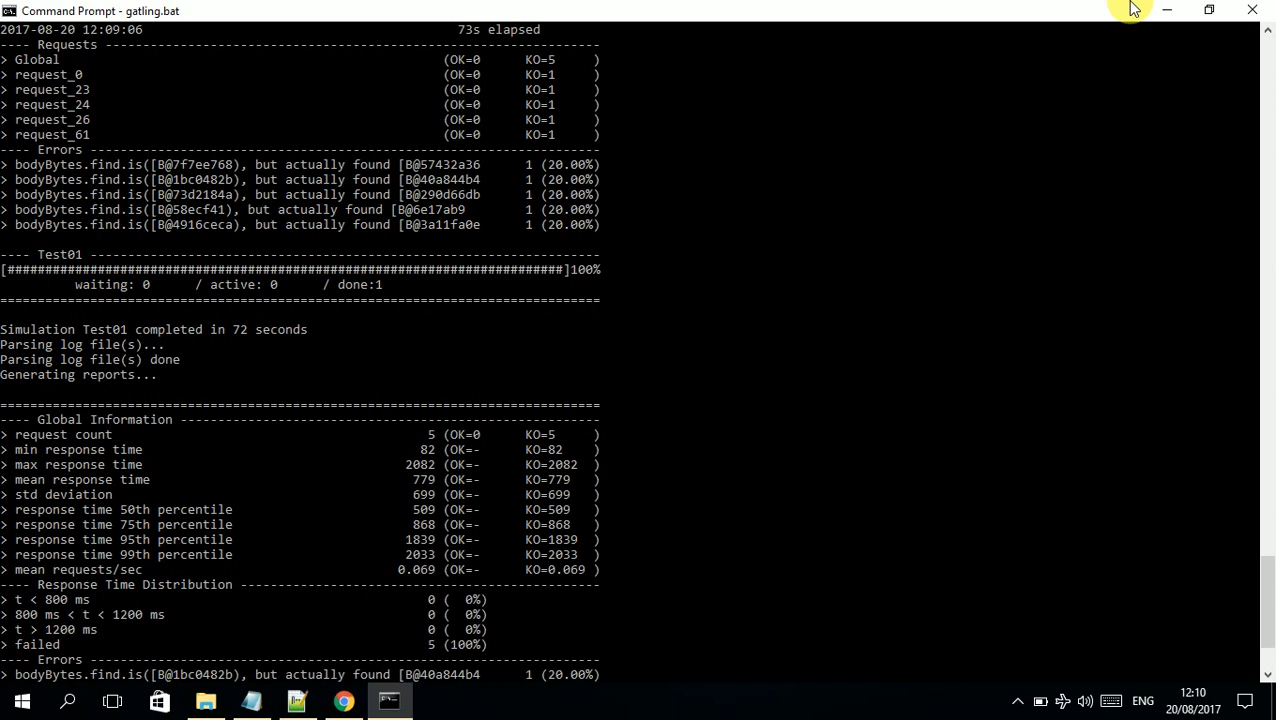 Command Prompt - gatling.bat
2017-08-20 12:09:06                                          73s elapsed
---- Requests ------------------------------------------------------------------
> Global                                                   (OK=0      KO=5     )
> request_0                                                (OK=0      KO=1     )
> request_23                                               (OK=0      KO=1     )
> request_24                                               (OK=0      KO=1     )
> request_26                                               (OK=0      KO=1     )
> request_61                                               (OK=0      KO=1     )
---- Errors --------------------------------------------------------------------
> bodyBytes.find.is([B@7f7ee768), but actually found [B@57432a36      1 (20.00%)
> bodyBytes.find.is([B@1bc0482b), but actually found [B@40a844b4      1 (20.00%)
> bodyBytes.find.is([B@73d2184a), but actually found [B@290d66db      1 (20.00%)
> bodyBytes.find.is([B@58ecf41), but actually found [B@6e17ab9        1 (20.00%)
> bodyBytes.find.is([B@4916ceca), but actually found [B@3a11fa0e      1 (20.00%)
---- Test01 --------------------------------------------------------------------
[##########################################################################]100%
          waiting: 0      / active: 0      / done:1
================================================================================
Simulation Test01 completed in 72 seconds
Parsing log file(s)...
Parsing log file(s) done
Generating reports...
================================================================================
---- Global Information --------------------------------------------------------
> request count                                          5 (OK=0      KO=5     )
> min response time                                     82 (OK=-      KO=82    )
> max response time                                   2082 (OK=-      KO=2082  )
> mean response time                                   779 (OK=-      KO=779   )
> std deviation                                        699 (OK=-      KO=699   )
> response time 50th percentile                        509 (OK=-      KO=509   )
> response time 75th percentile                        868 (OK=-      KO=868   )
> response time 95th percentile                       1839 (OK=-      KO=1839  )
> response time 99th percentile                       2033 (OK=-      KO=2033  )
> mean requests/sec                                  0.069 (OK=-      KO=0.069 )
---- Response Time Distribution ------------------------------------------------
> t < 800 ms                                             0 (  0%)
> 800 ms < t < 1200 ms                                   0 (  0%)
> t > 1200 ms                                            0 (  0%)
> failed                                                 5 (100%)
---- Errors --------------------------------------------------------------------
> bodyBytes.find.is([B@1bc0482b), but actually found [B@40a844b4      1 (20.00%)
ENG
12:10
20/08/2017